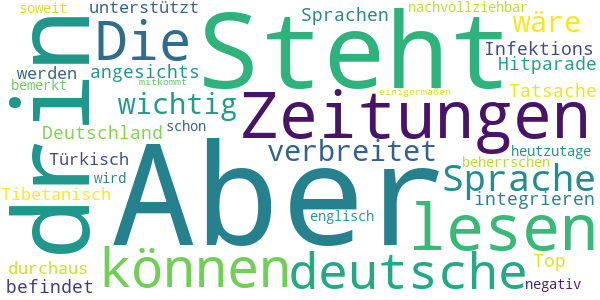 soweit
unterstützt
Sprachen
nachvollziehbar
drin
Die
Steht
wäre
werden
angesichts
Infektions
Hitparade
bemerkt
mitkommt
wichtig
Zeitungen
einigermaßen
Tatsache
Deutschland
schon
Aber
verbreitet
heutzutage
Türkisch
beherrschen
wird
Sprache
Tibetanisch
integrieren
englisch
lesen
können
deutsche
Top
durchaus
befindet
negativ